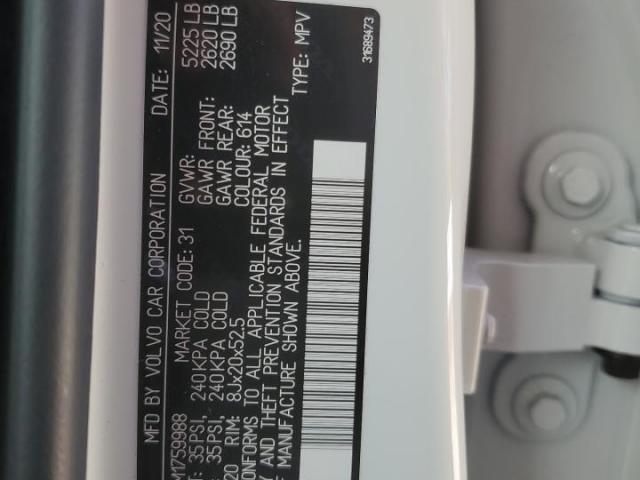 MFD BY VOLVO CAR CORPORATION DATE: 11/20
M1759988 MARKET CODE: 31 GVWR: 5225 LB
T: 35PSI, 240KPA COLD GAWR FRONT: 2620 LB
35PSI, 240KPA COLD GAWR REAR: 2690 LB
20 RIM: 8Jx20x52.5 COLOUR: 614
ONFORMS TO ALL APPLICABLE FEDERAL MOTOR
Y AND THEFT PREVENTION STANDARDS IN EFFECT
F MANUFACTURE SHOWN ABOVE.
TYPE: MPV
31689473